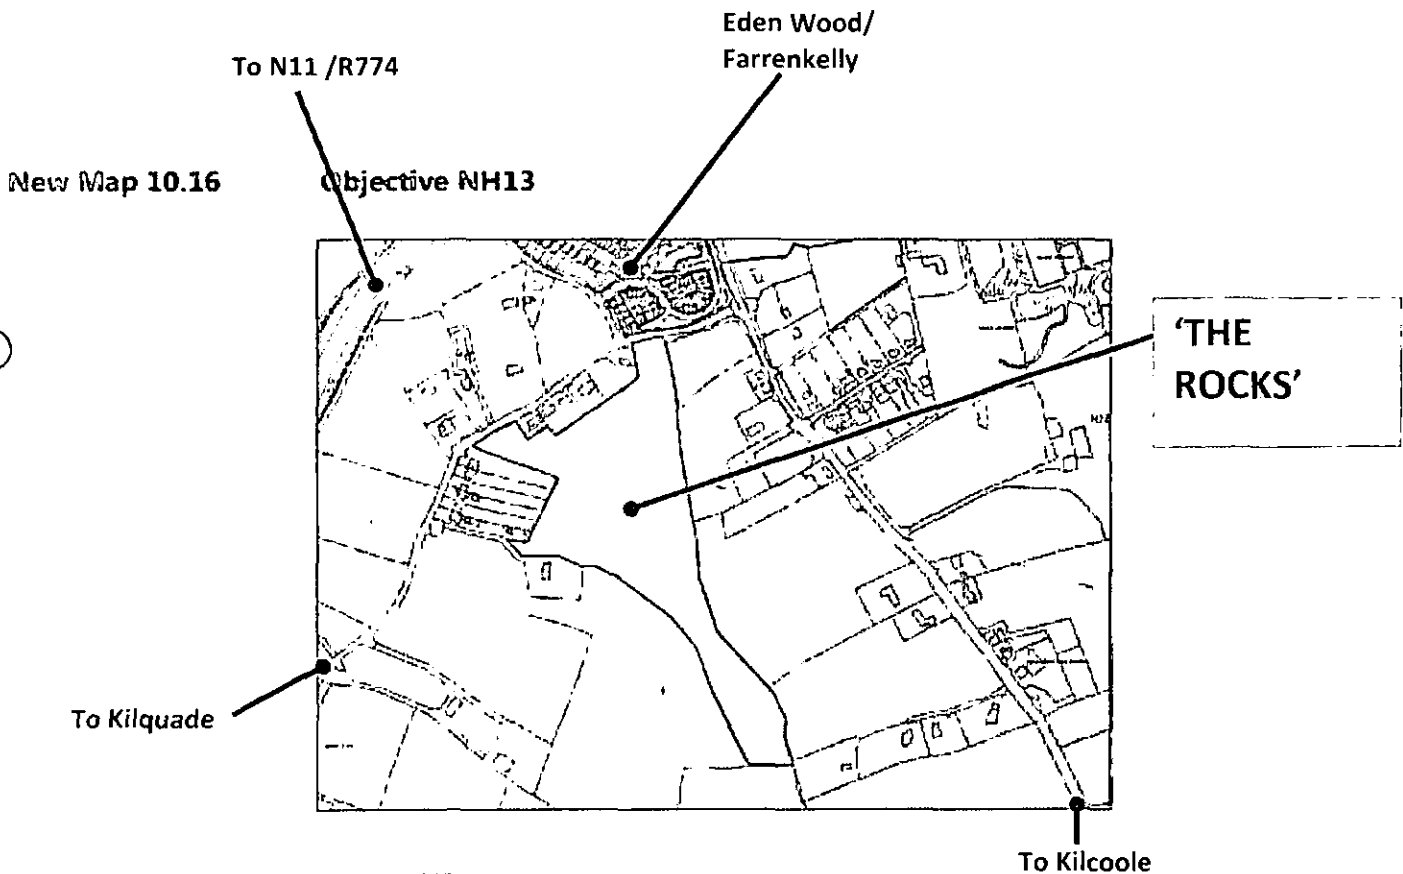 Eden Wood/
Farrenkelly
To N11 /R774
New Map 10.16 Objective NH13
'THE
ROCKS'
To Kilquade
To Kilcoole